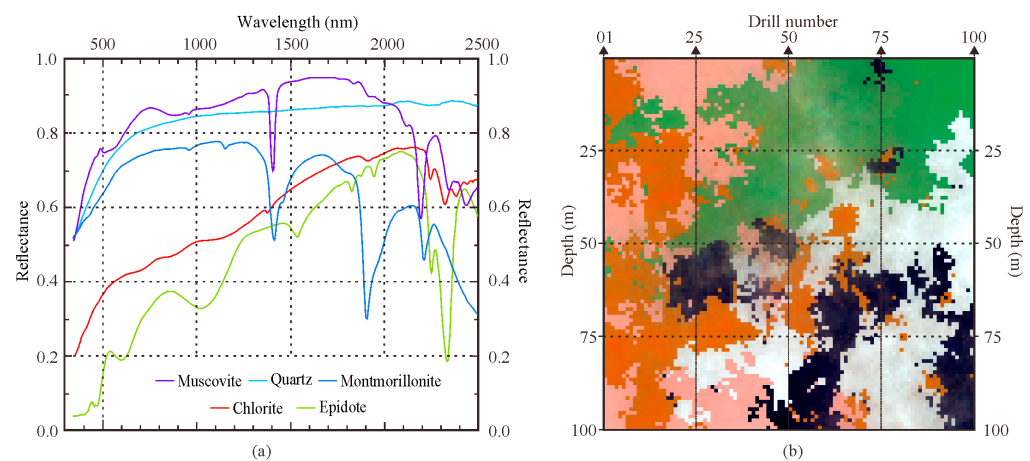 Wavelength (nm)
500 1000 1500 2000 2500
1.0 1.0
0.8 0.8
0.6 0.6
0.4 0.4
0.2 0.2
0.0 0.0
Reflectance
Reflectance
Muscovite Quartz Montmorillonite
Chlorite Epidote
(a)
Drill number
01 25 50 75 100
25 25
50 50
75 75
100 100
Depth (m)
Depth (m)
(b)